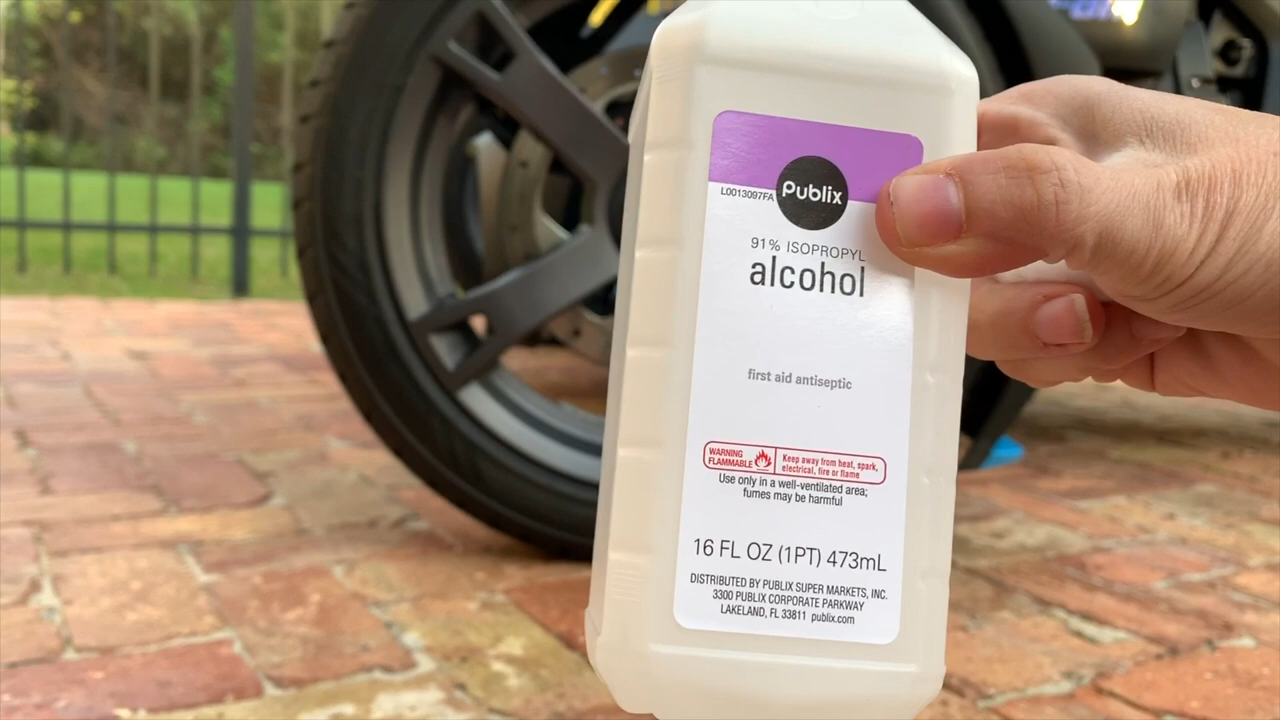 Publix
L0013097FA
91% ISOPROPYL
alcohol
first aid antiseptic
WARNING
FLAMMABLE
Keep away from heat, spark,
electrical, fire or flame
Use only in a well-ventilated area;
fumes may be harmful
16 FL OZ (1PT) 473mL
DISTRIBUTED BY PUBLIX SUPER MARKETS, INC.
3300 PUBLIX CORPORATE PARKWAY
LAKELAND, FL 33811 publix.com